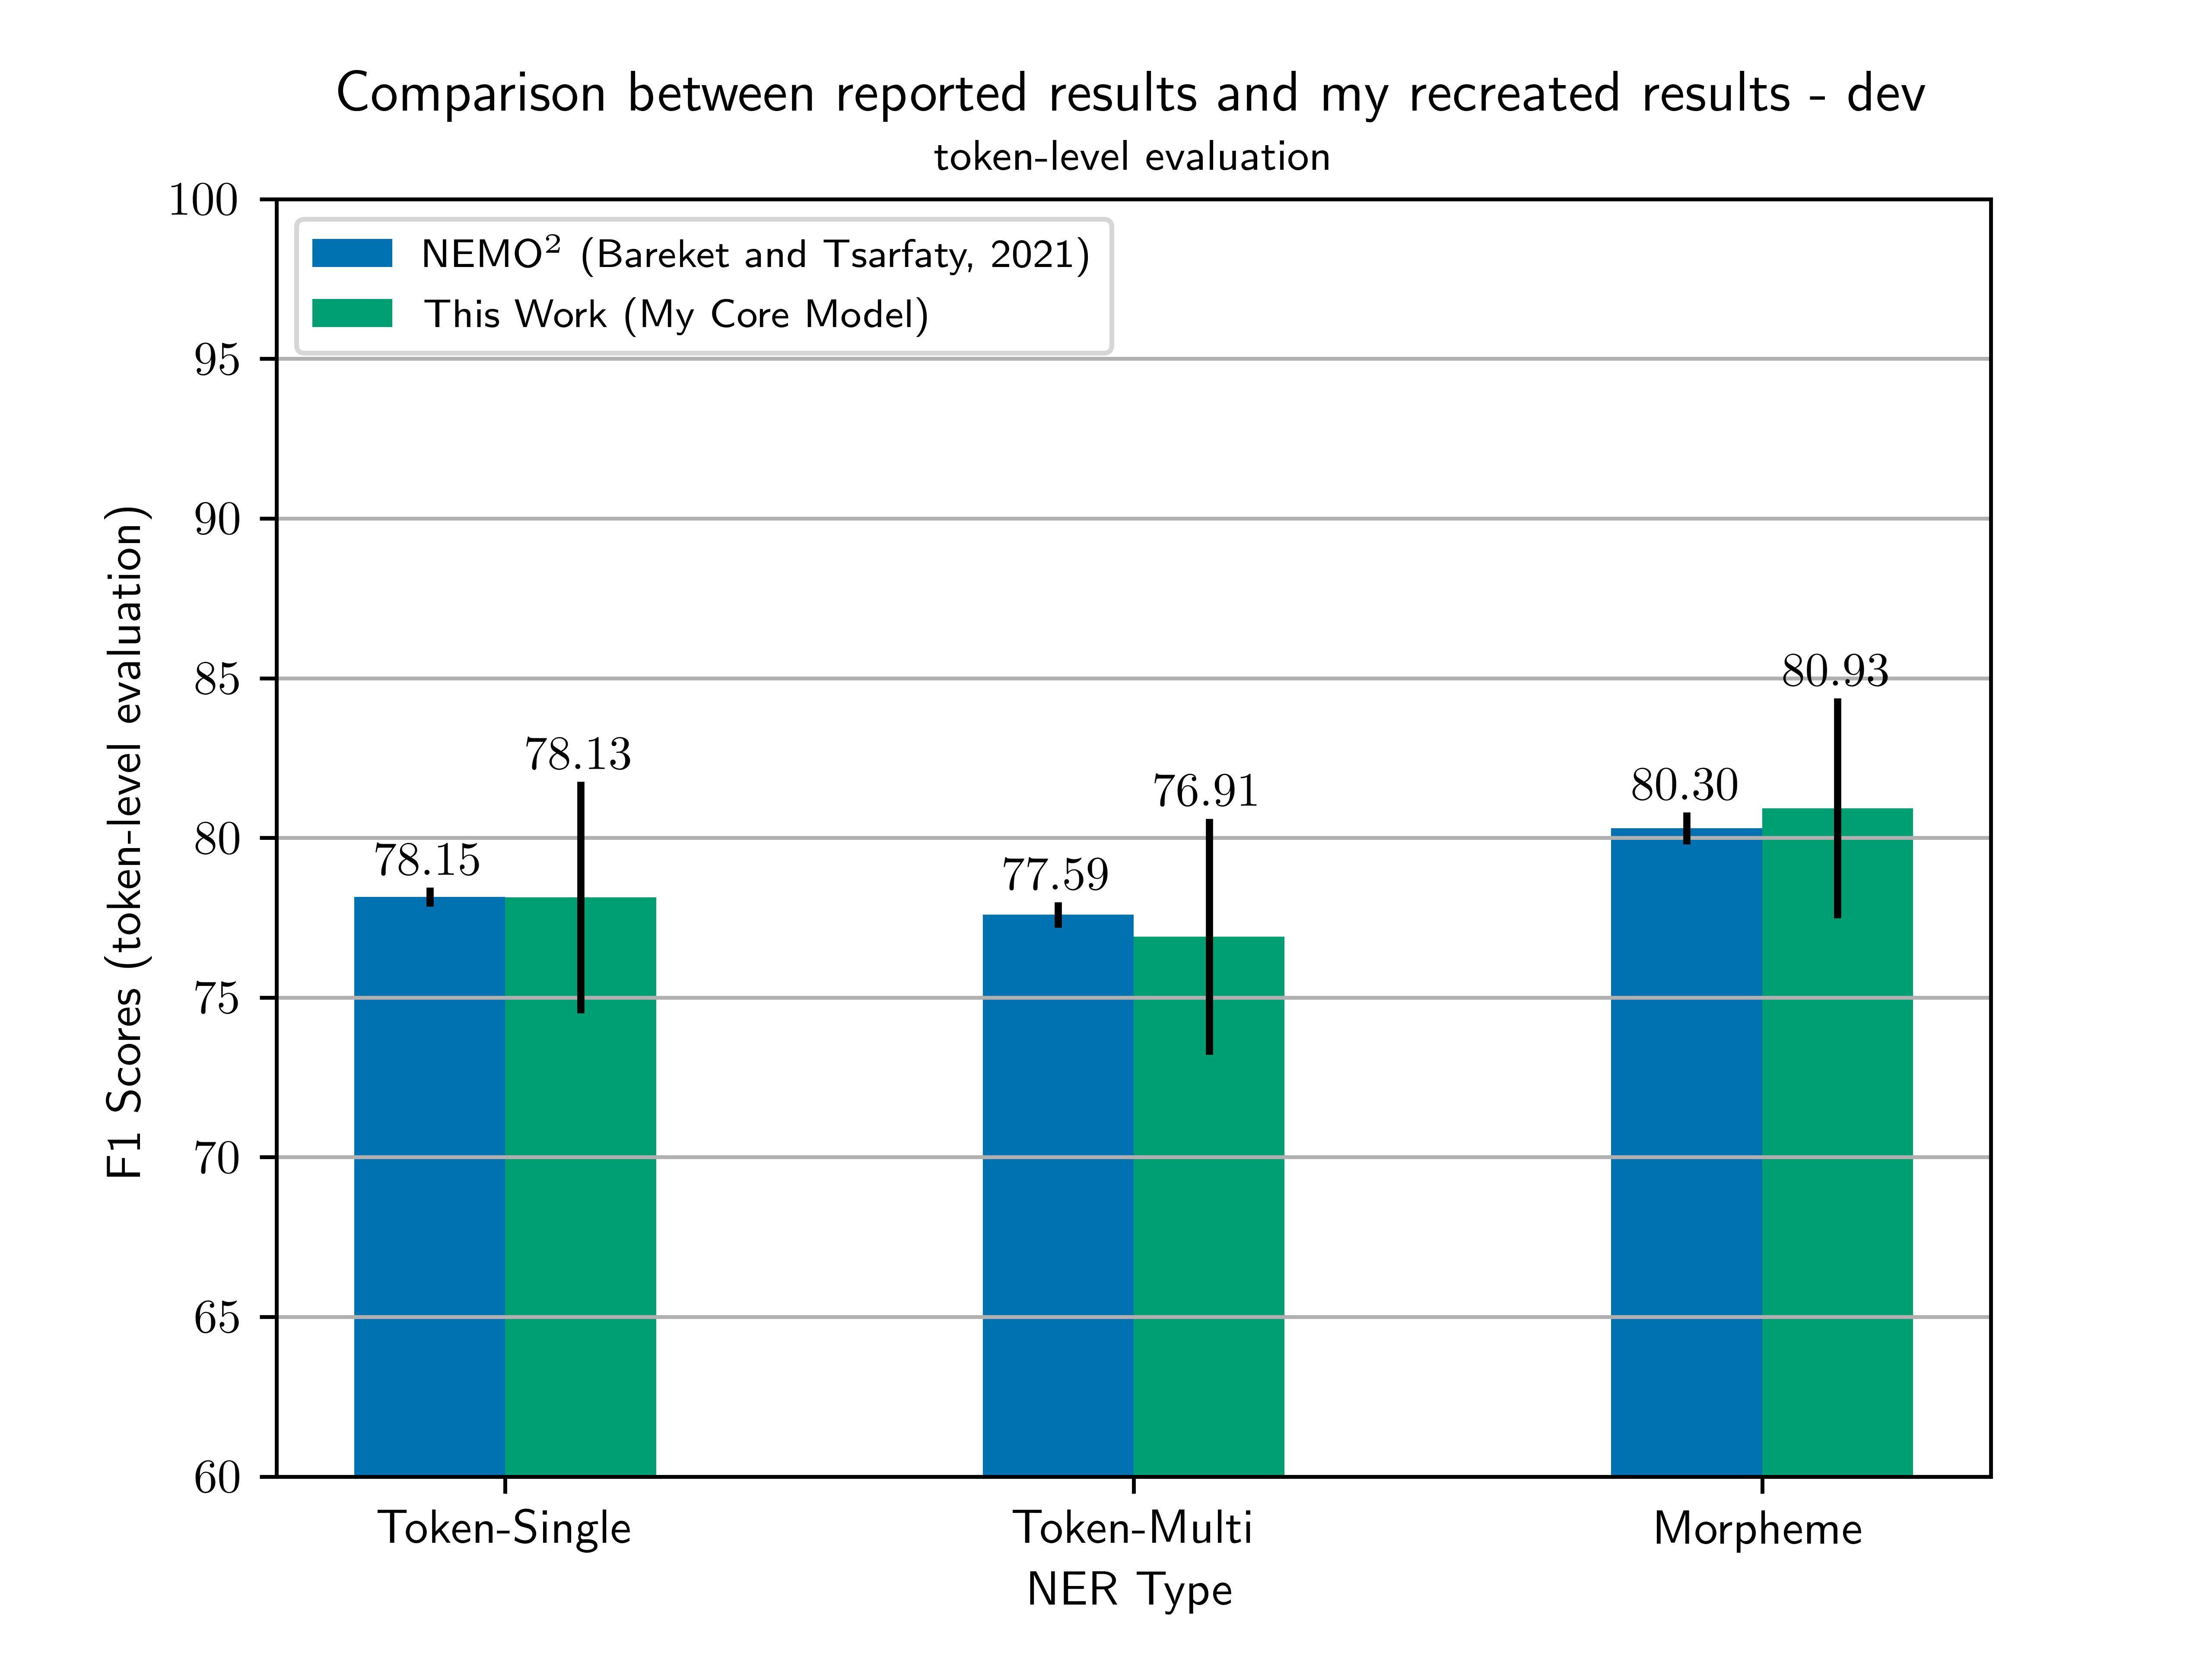 Comparison between reported results and my recreated results - dev
token-level evaluation
NEMO² (Bareket and Tsarfaty, 2021)
This Work (My Core Model)
F1 Scores (token-level evaluation)
100
95
90
85
80
75
70
65
60
78.15
78.13
77.59
76.91
80.30
80.93
Token-Single
Token-Multi
Morpheme
NER Type